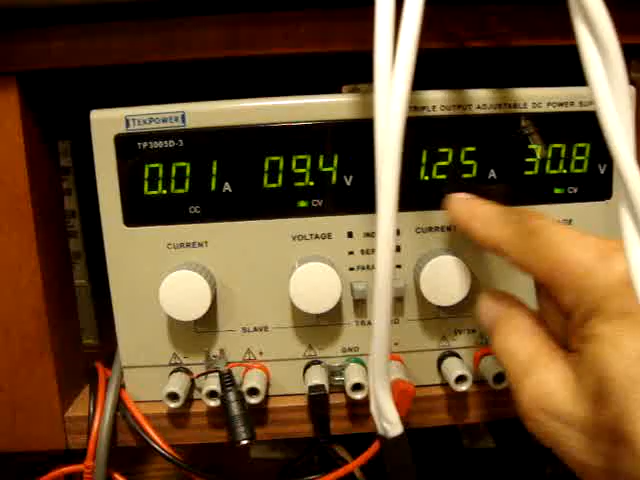 TEKPOWER
TRIPLE OUTPUT ADJUSTABLE DC POWER
TP3005D-3
0.01 A
09.4 V
1.25 A
30.8 V
CC
CV
CV
CURRENT
VOLTAGE
CURRENT
SLAVE
GND